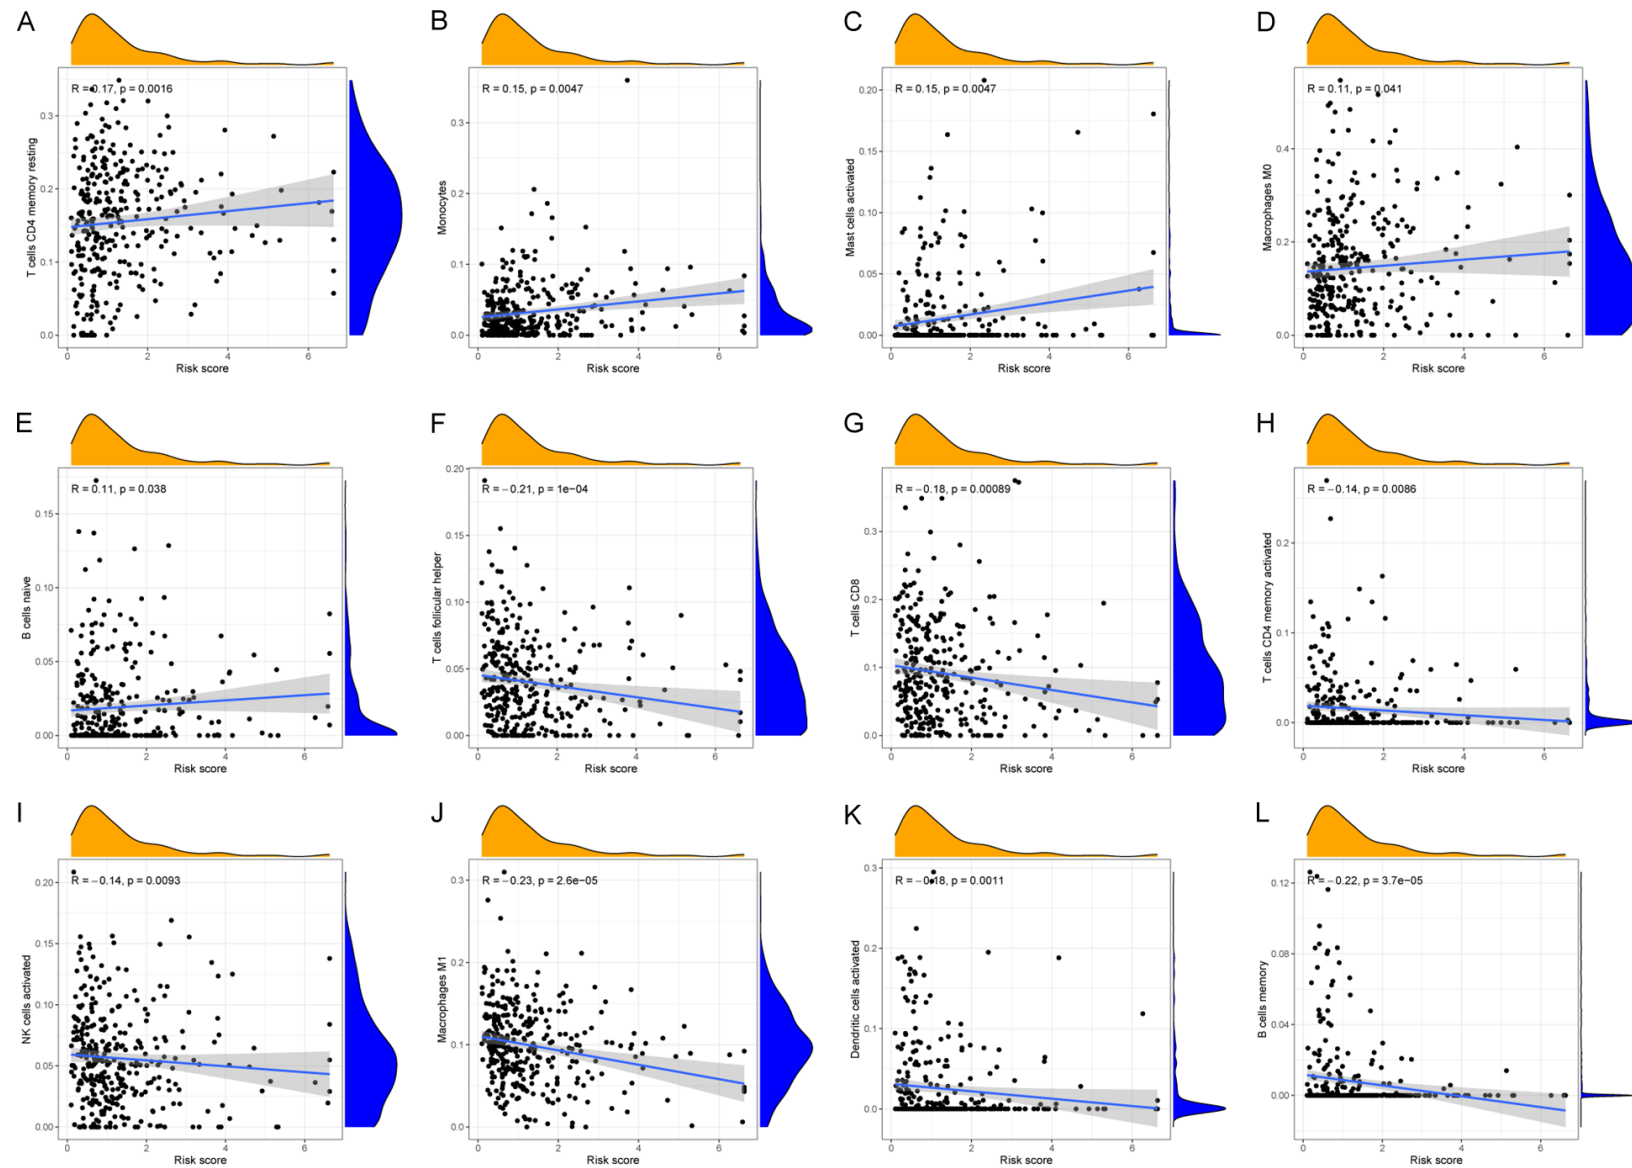 A
B
C
D
R = 0.17, p = 0.0016
T cells CD4 memory resting
0.3
0.2
0.1
0.0
0 2 4 6
Risk score
R = 0.15, p = 0.0047
Monocytes
0.3
0.2
0.1
0.0
0 2 4 6
Risk score
R = 0.15, p = 0.0047
Mast cells activated
0.20
0.15
0.10
0.05
0.00
0 2 4 6
Risk score
R = 0.11, p = 0.041
Macrophages M0
0.4
0.2
0.0
0 2 4 6
Risk score
E
F
G
H
R = 0.11, p = 0.038
B cells naive
0.15
0.10
0.05
0.00
0 2 4 6
Risk score
R = −0.21, p = 1e−04
T cells follicular helper
0.20
0.15
0.10
0.05
0.00
0 2 4 6
Risk score
R = −0.18, p = 0.00089
T cells CD8
0.3
0.2
0.1
0.0
0 2 4 6
Risk score
R = −0.14, p = 0.0086
T cells CD4 memory activated
0.2
0.1
0.0
0 2 4 6
Risk score
I
J
K
L
R = −0.14, p = 0.0093
NK cells activated
0.20
0.15
0.10
0.05
0.00
0 2 4 6
Risk score
R = −0.23, p = 2.6e−05
Macrophages M1
0.3
0.2
0.1
0.0
0 2 4 6
Risk score
R = −0.18, p = 0.0011
Dendritic cells activated
0.3
0.2
0.1
0.0
0 2 4 6
Risk score
R = −0.22, p = 3.7e−05
B cells memory
0.12
0.08
0.04
0.00
0 2 4 6
Risk score